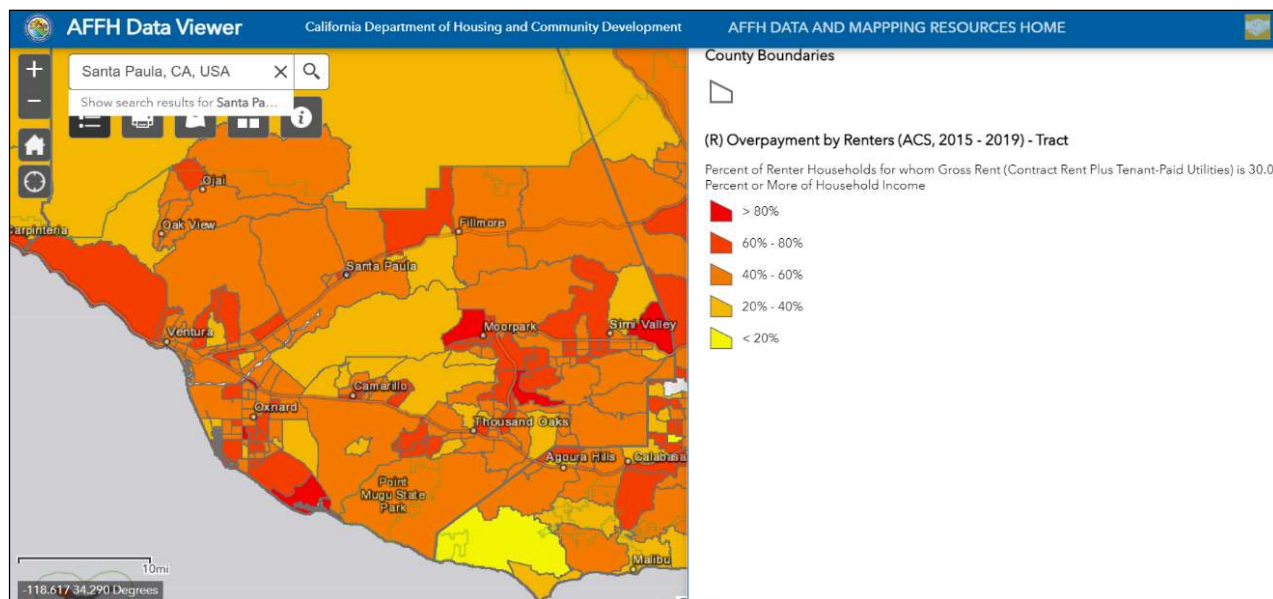 AFFH Data Viewer
California Department of Housing and Community Development
AFFH DATA AND MAPPPING RESOURCES HOME
+
−
Santa Paula, CA, USA
Show search results for Santa Pa...
Ojai
Oak View
Carpinteria
Fillmore
Santa Paula
Ventura
Moorpark
Simi Valley
Camarillo
Oxnard
Thousand Oaks
Agoura Hills
Calabasa
Point
Mugu State
Park
Malibu
10mi
-118.617 34.290 Degrees
County Boundaries
(R) Overpayment by Renters (ACS, 2015 - 2019) - Tract
Percent of Renter Households for whom Gross Rent (Contract Rent Plus Tenant-Paid Utilities) is 30.0
Percent or More of Household Income
> 80%
60% - 80%
40% - 60%
20% - 40%
< 20%